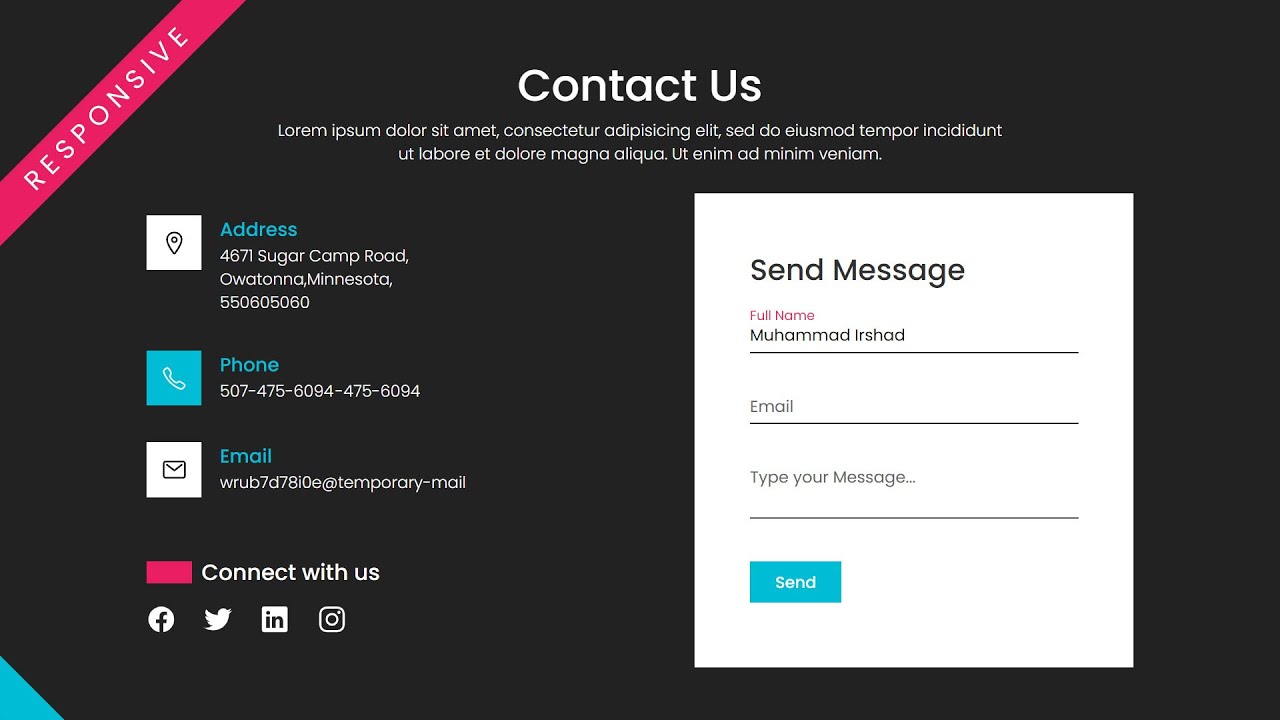 RESPONSIVE
Contact Us
Lorem ipsum dolor sit amet, consectetur adipisicing elit, sed do eiusmod tempor incididunt
ut labore et dolore magna aliqua. Ut enim ad minim veniam.
Address
4671 Sugar Camp Road,
Owatonna,Minnesota,
550605060
Phone
507-475-6094-475-6094
Email
wrub7d78i0e@temporary-mail
Connect with us
Send Message
Full Name
Muhammad Irshad
Email
Type your Message...
Send